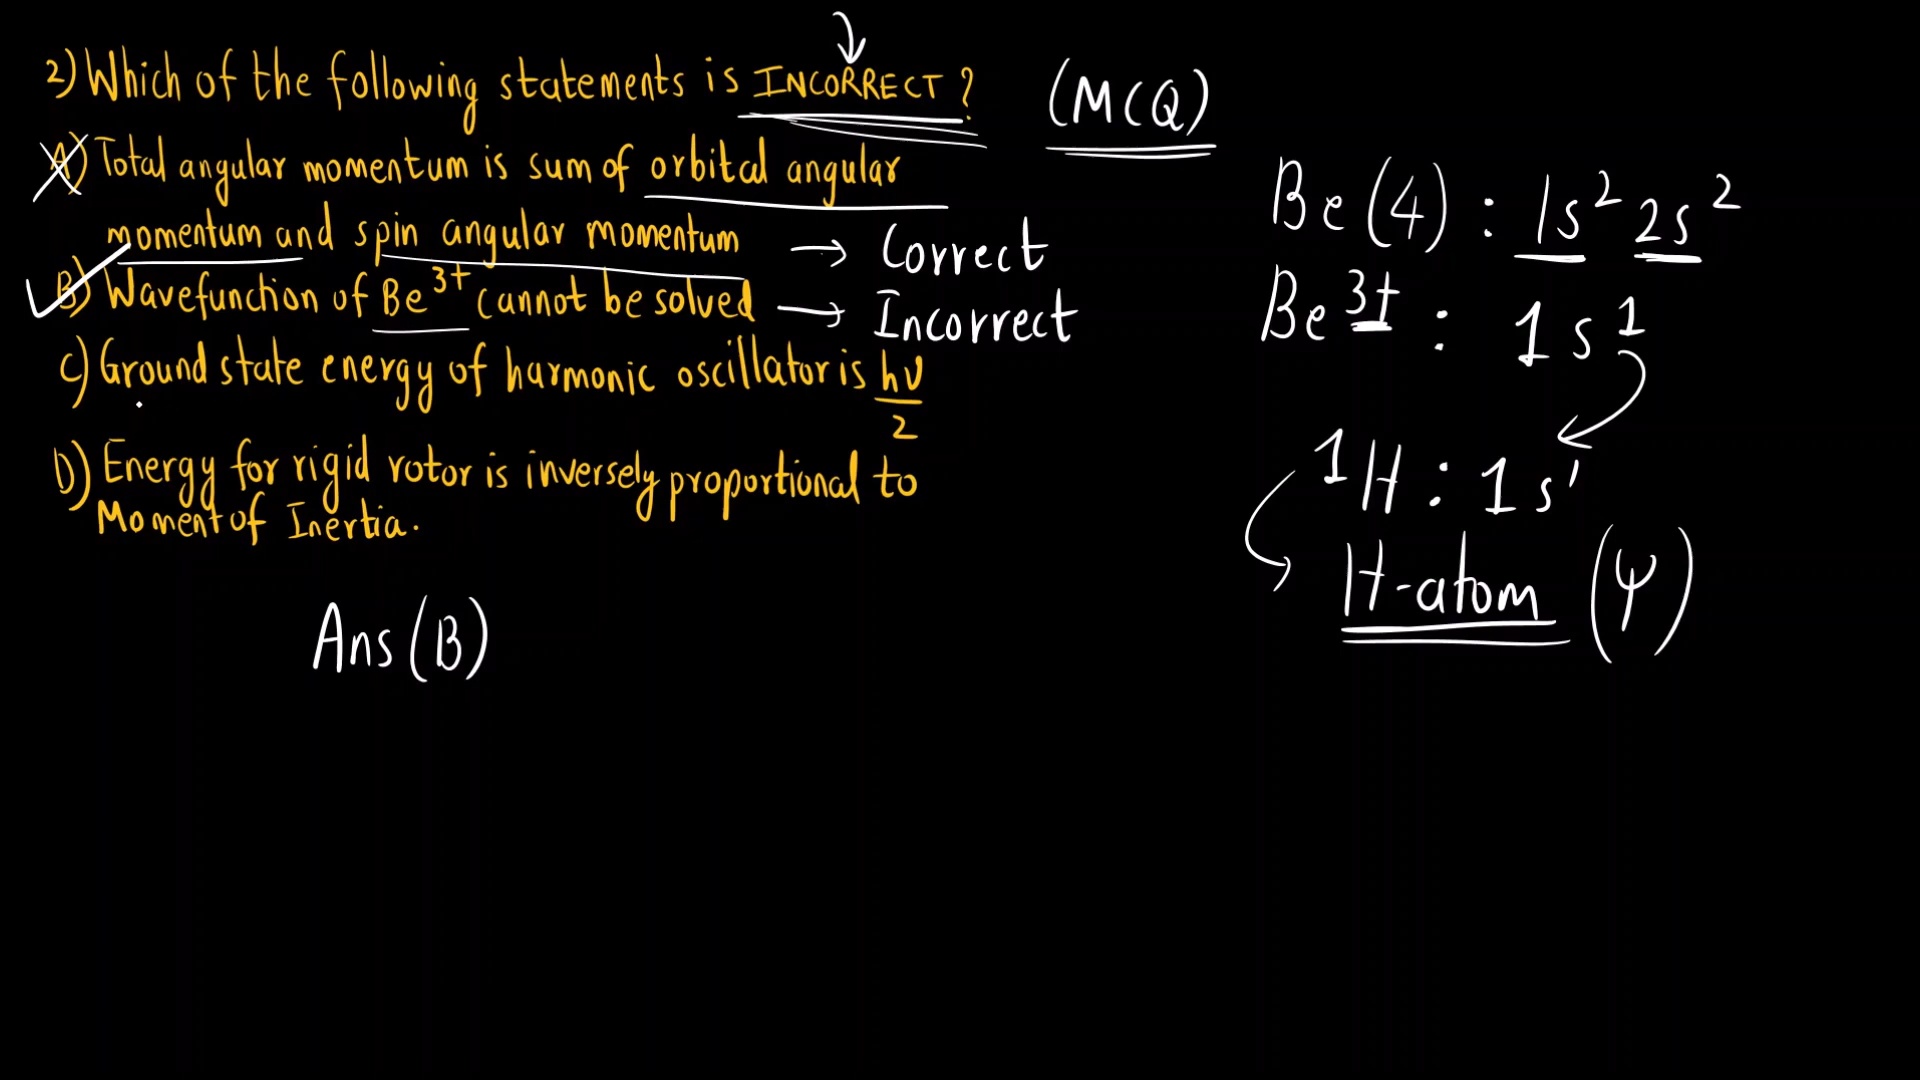 2) Which of the following statements is INCORRECT ? (MCQ)
A) Total angular momentum is sum of orbital angular
momentum and spin angular momentum → Correct
B) Wavefunction of Be³⁺ cannot be solved → Incorrect
C) Ground state energy of harmonic oscillator is hν/2
D) Energy for rigid rotor is inversely proportional to
Moment of Inertia.
Ans (B)
Be (4) : 1s² 2s²
Be³⁺ : 1s¹
¹H : 1s¹
H-atom (Ψ)